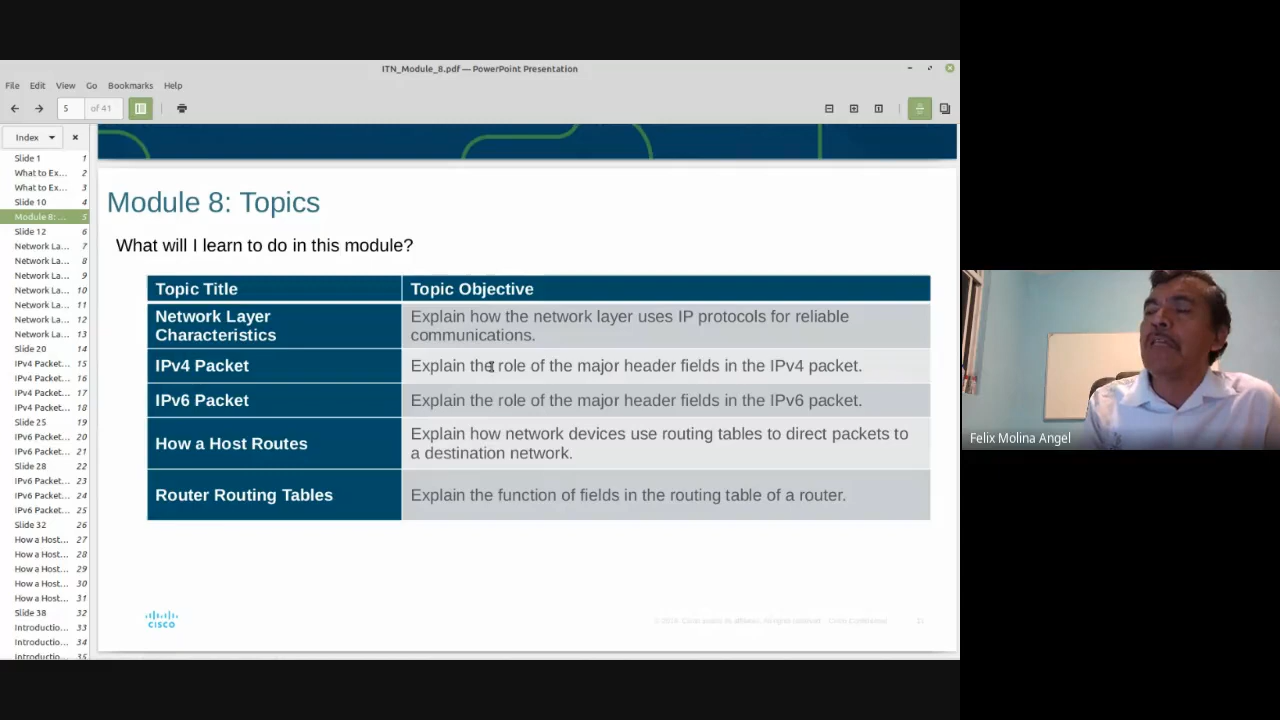 ITN_Module_8.pdf — PowerPoint Presentation
File Edit View Go Bookmarks Help
5 of 41
Index
Slide 1 1
What to Ex... 2
What to Ex... 3
Slide 10 4
Module 8: ... 5
Slide 12 6
Network La... 7
Network La... 8
Network La... 9
Network La... 10
Network La... 11
Network La... 12
Network La... 13
Slide 20 14
IPv4 Packet... 15
IPv4 Packet... 16
IPv4 Packet... 17
IPv4 Packet... 18
Slide 25 19
IPv6 Packet... 20
IPv6 Packet... 21
Slide 28 22
IPv6 Packet... 23
IPv6 Packet... 24
IPv6 Packet... 25
Slide 32 26
How a Host... 27
How a Host... 28
How a Host... 29
How a Host... 30
How a Host... 31
Slide 38 32
Introductio... 33
Introductio... 34
Introductio... 35
Module 8: Topics
What will I learn to do in this module?
Topic Title Topic Objective
Network Layer
Characteristics
Explain how the network layer uses IP protocols for reliable
communications.
IPv4 Packet Explain the role of the major header fields in the IPv4 packet.
IPv6 Packet Explain the role of the major header fields in the IPv6 packet.
How a Host Routes
Explain how network devices use routing tables to direct packets to
a destination network.
Router Routing Tables Explain the function of fields in the routing table of a router.
CISCO
Felix Molina Angel